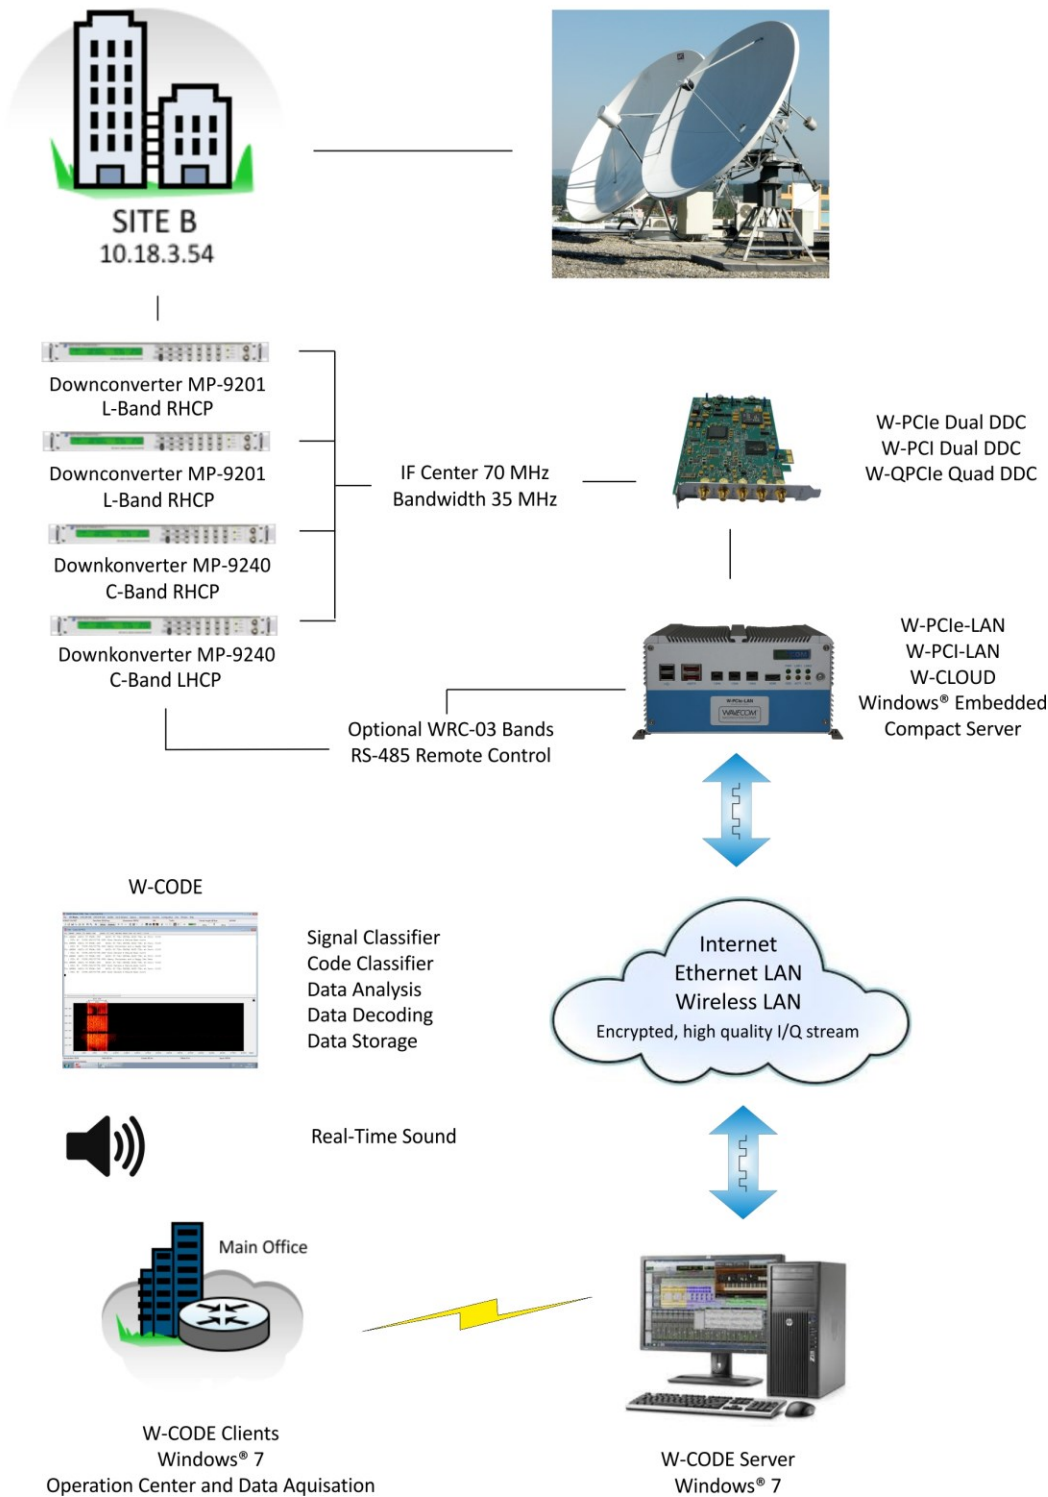 SITE B
10.18.3.54
Downconverter MP-9201
L-Band RHCP
Downconverter MP-9201
L-Band RHCP
Downkonverter MP-9240
C-Band RHCP
Downkonverter MP-9240
C-Band LHCP
IF Center 70 MHz
Bandwidth 35 MHz
W-PCIe Dual DDC
W-PCI Dual DDC
W-QPCIe Quad DDC
W-PCIe-LAN
W-PCI-LAN
W-CLOUD
Windows® Embedded
Compact Server
W-PCIe-LAN
WAVECOM
Optional WRC-03 Bands
RS-485 Remote Control
W-CODE
Signal Classifier
Code Classifier
Data Analysis
Data Decoding
Data Storage
Internet
Ethernet LAN
Wireless LAN
Encrypted, high quality I/Q stream
Real-Time Sound
Main Office
W-CODE Clients
Windows® 7
Operation Center and Data Aquisation
W-CODE Server
Windows® 7